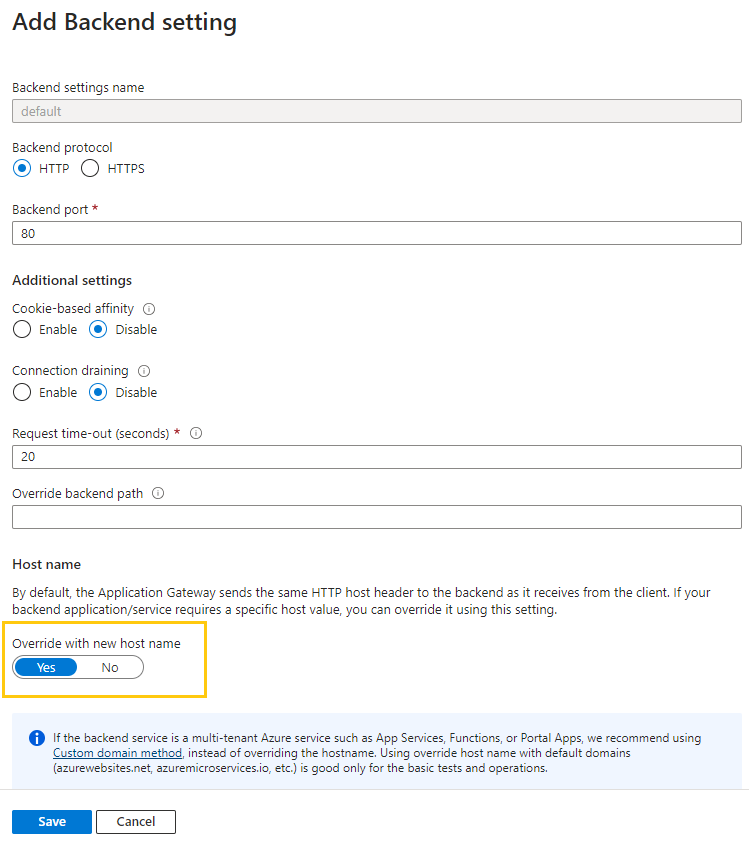 Add Backend setting
Backend settings name
default
Backend protocol
HTTP HTTPS
Backend port *
80
Additional settings
Cookie-based affinity
Enable Disable
Connection draining
Enable Disable
Request time-out (seconds) *
20
Override backend path
Host name
By default, the Application Gateway sends the same HTTP host header to the backend as it receives from the client. If your
backend application/service requires a specific host value, you can override it using this setting.
Override with new host name
Yes No
If the backend service is a multi-tenant Azure service such as App Services, Functions, or Portal Apps, we recommend using
Custom domain method, instead of overriding the hostname. Using override host name with default domains
(azurewebsites.net, azuremicroservices.io, etc.) is good only for the basic tests and operations.
Save Cancel